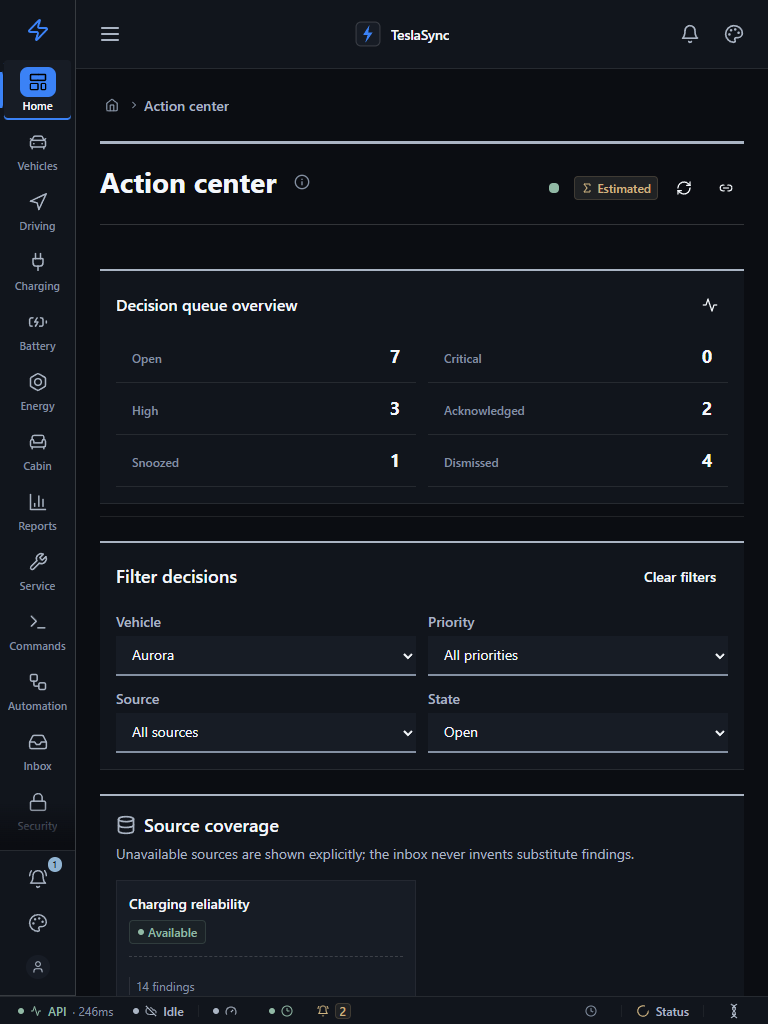 TeslaSync
Home
Vehicles
Driving
Charging
Battery
Energy
Cabin
Reports
Service
Commands
Automation
Inbox
Security
1
Action center
Action center
Σ Estimated
Decision queue overview
Open 7
Critical 0
High 3
Acknowledged 2
Snoozed 1
Dismissed 4
Filter decisions
Clear filters
Vehicle
Priority
Aurora
All priorities
Source
State
All sources
Open
Source coverage
Unavailable sources are shown explicitly; the inbox never invents substitute findings.
Charging reliability
Available
14 findings
API · 246ms
Idle
2
Status